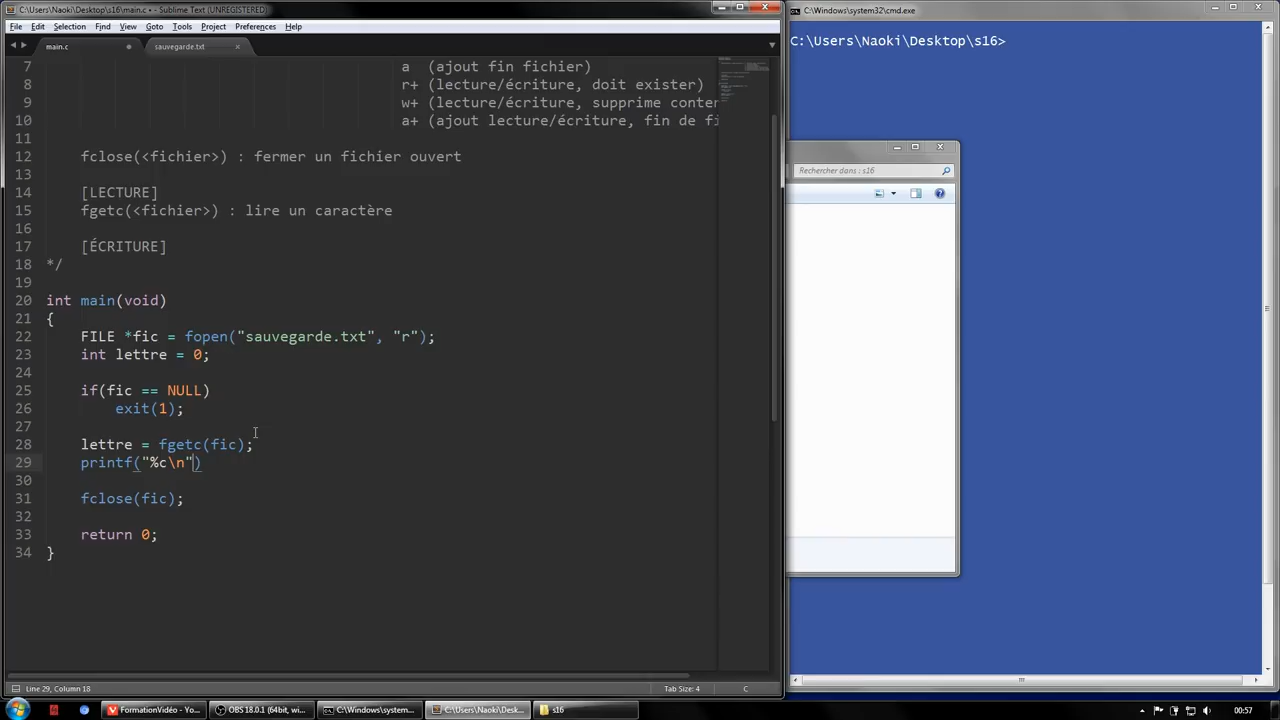 C:\Users\Naoki\Desktop\s16\main.c • - Sublime Text (UNREGISTERED)
File Edit Selection Find View Goto Tools Project Preferences Help
main.c sauvegarde.txt
7 a (ajout fin fichier)
8 r+ (lecture/écriture, doit exister)
9 w+ (lecture/écriture, supprime conten
10 a+ (ajout lecture/écriture, fin de fi
11
12 fclose(<fichier>) : fermer un fichier ouvert
13
14 [LECTURE]
15 fgetc(<fichier>) : lire un caractère
16
17 [ÉCRITURE]
18 */
19
20 int main(void)
21 {
22 FILE *fic = fopen("sauvegarde.txt", "r");
23 int lettre = 0;
24
25 if(fic == NULL)
26 exit(1);
27
28 lettre = fgetc(fic);
29 printf("%c\n")
30
31 fclose(fic);
32
33 return 0;
34 }
Line 29, Column 18 Tab Size: 4 C
C:\Windows\system32\cmd.exe
C:\Users\Naoki\Desktop\s16>
Rechercher dans : s16
FormationVidéo - Yo... OBS 18.0.1 (64bit, wi... C:\Windows\system... C:\Users\Naoki\Desk... s16 00:57